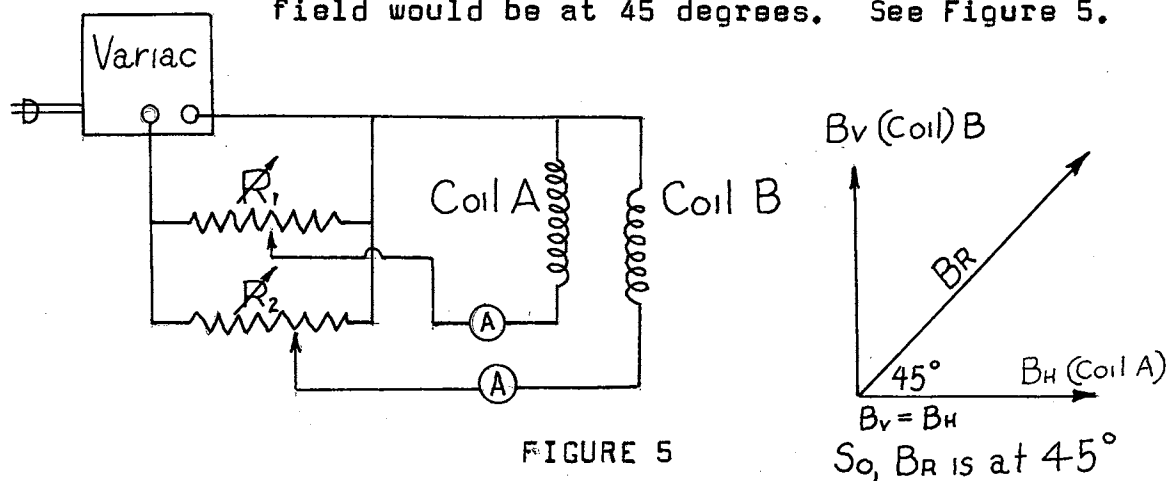 field would be at 45 degrees. See Figure 5.
Variac
R1
R2
A
A
Coil A
Coil B
Bv (Coil) B
BR
45°
BH (Coil A)
Bv = BH
So, BR is at 45°
FIGURE 5